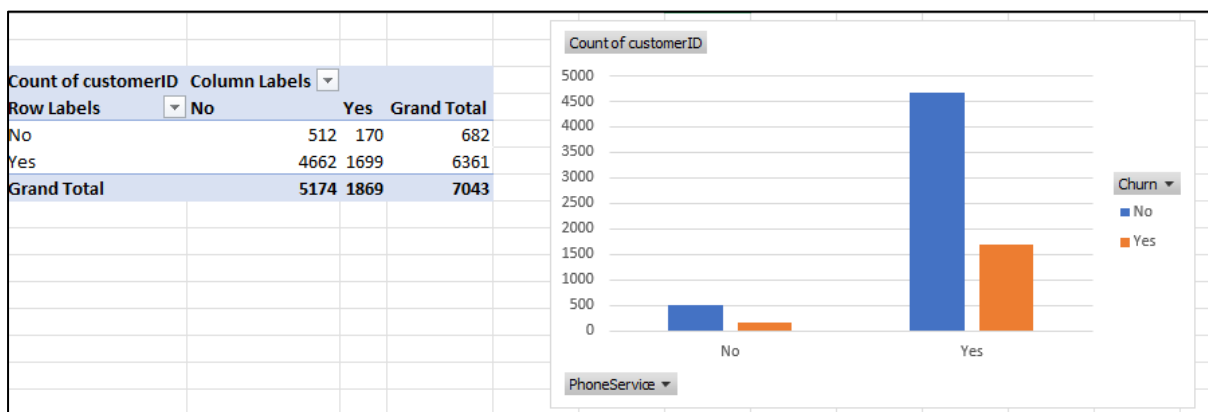 Count of customerID Column Labels
Row Labels No Yes Grand Total
No 512 170 682
Yes 4662 1699 6361
Grand Total 5174 1869 7043
Count of customerID
5000
4500
4000
3500
3000
2500
2000
1500
1000
500
0
No Yes
PhoneService
Churn
No
Yes